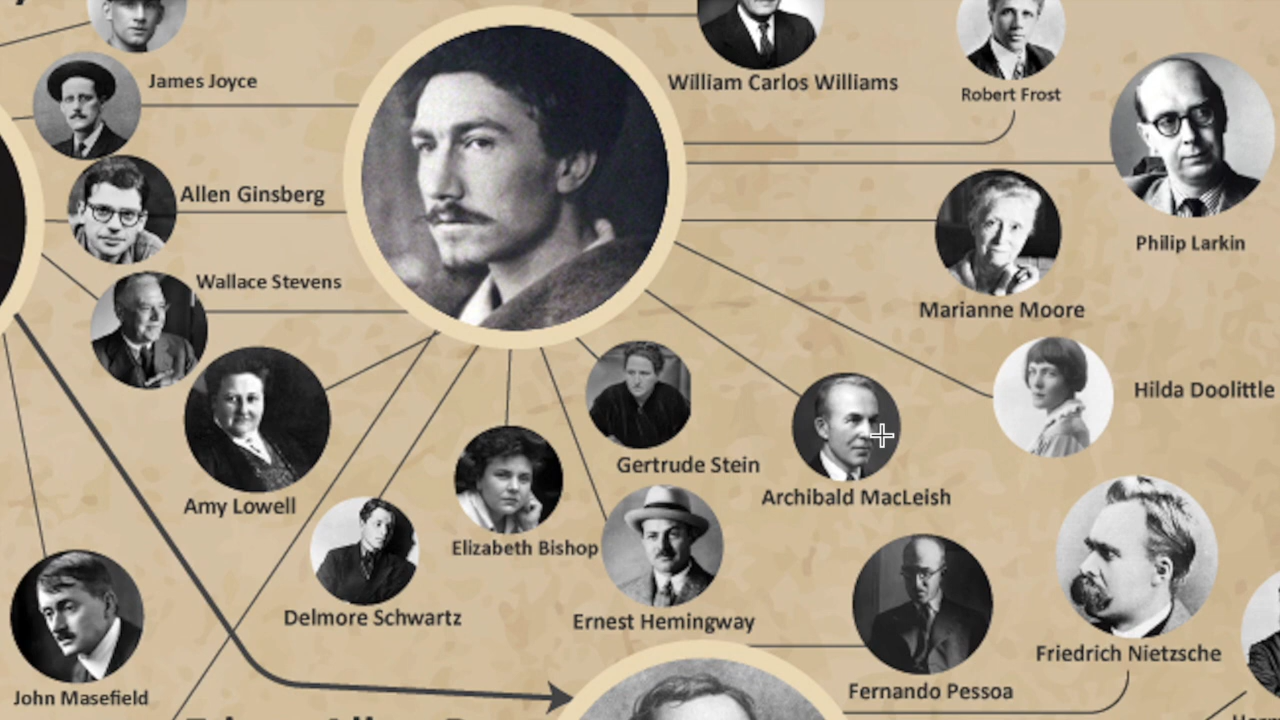 James Joyce
William Carlos Williams
Robert Frost
Allen Ginsberg
Philip Larkin
Wallace Stevens
Marianne Moore
Hilda Doolittle
Gertrude Stein
Archibald MacLeish
Amy Lowell
Elizabeth Bishop
Delmore Schwartz
Ernest Hemingway
Friedrich Nietzsche
Fernando Pessoa
John Masefield